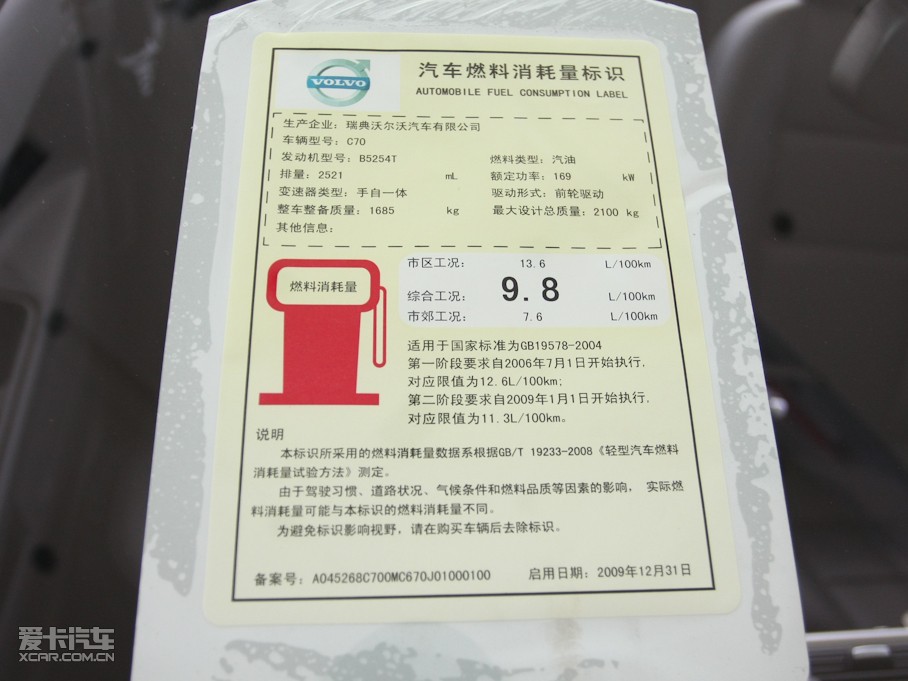 VOLVO
汽车燃料消耗量标识
AUTOMOBILE FUEL CONSUMPTION LABEL
生产企业：瑞典沃尔沃汽车有限公司
车辆型号：C70
发动机型号：B5254T 燃料类型：汽油
排量：2521 mL 额定功率：169 kW
变速器类型：手自一体 驱动形式：前轮驱动
整车整备质量：1685 kg 最大设计总质量：2100 kg
其他信息：
燃料消耗量
市区工况： 13.6 L/100km
综合工况： 9.8 L/100km
市郊工况： 7.6 L/100km
适用于国家标准为GB19578-2004
第一阶段要求自2006年7月1日开始执行，
对应限值为12.6L/100km；
第二阶段要求自2009年1月1日开始执行，
对应限值为11.3L/100km。
说明
本标识所采用的燃料消耗量数据系根据GB/T 19233-2008《轻型汽车燃料
消耗量试验方法》测定。
由于驾驶习惯、道路状况、气候条件和燃料品质等因素的影响， 实际燃
料消耗量可能与本标识的燃料消耗量不同。
为避免标识影响视野，请在购买车辆后去除标识。
备案号：A045268C700MC670J01000100 启用日期：2009年12月31日
爱卡汽车
XCAR.COM.CN